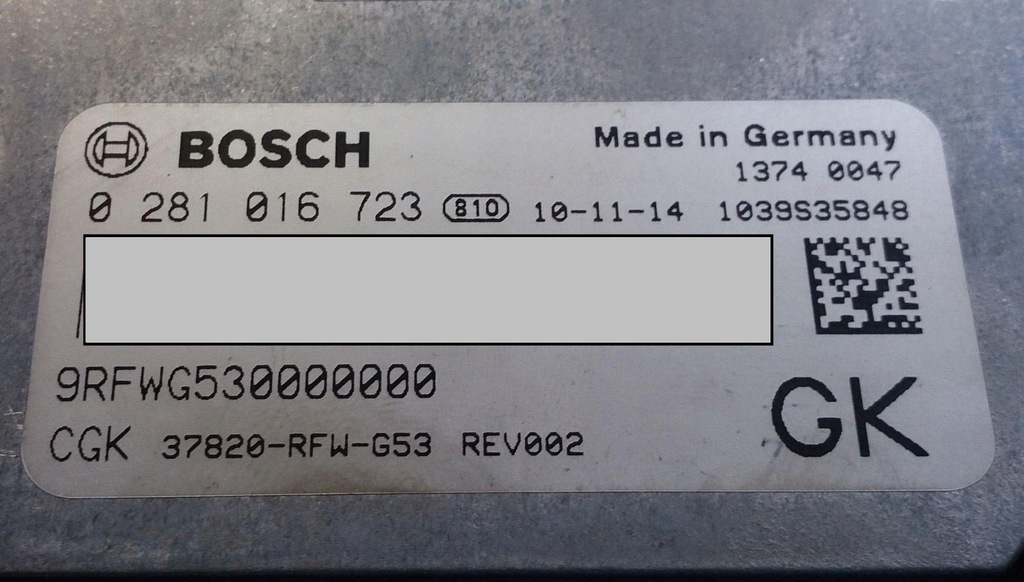 BOSCH Made in Germany
1374 0047
0 281 016 723 810 10-11-14 1039S35848
9RFWG530000000
CGK 37820-RFW-G53 REV002
GK